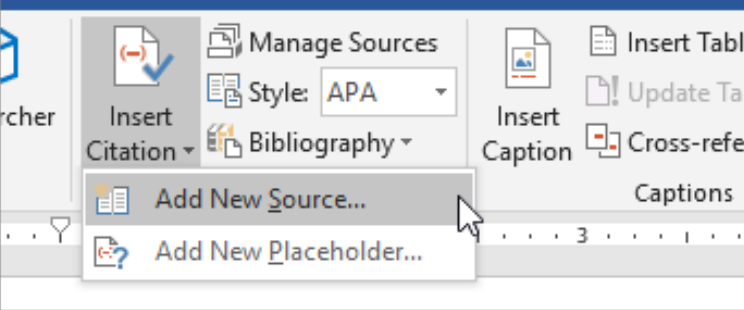 Manage Sources
Insert Tabl
Style: APA
Update Ta
rcher
Insert
Citation
Bibliography
Insert
Caption
Cross-refe
Captions
Add New Source...
3
Add New Placeholder...